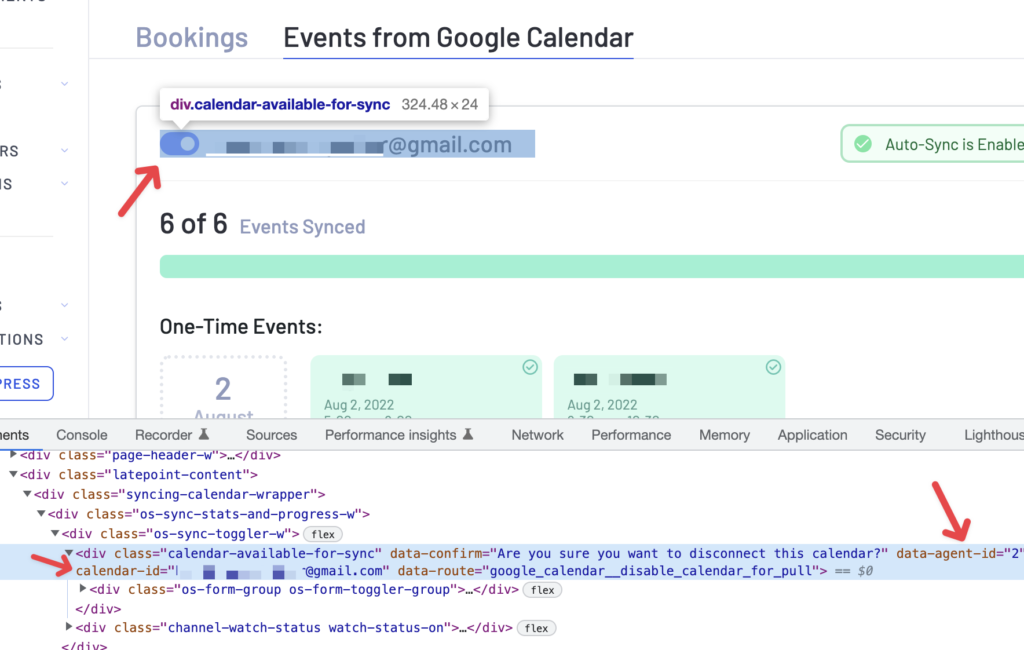 Bookings Events from Google Calendar
div.calendar-available-for-sync 324.48 × 24
r@gmail.com
Auto-Sync is Enable
RS
S
6 of 6 Events Synced
One-Time Events:
TIONS
PRESS
2
August
Aug 2, 2022
Aug 2, 2022
ents Console Recorder Sources Performance insights Network Performance Memory Application Security Lighthous
<div class="page-header-w">…</div>
<div class="latepoint-content">
<div class="syncing-calendar-wrapper">
<div class="os-sync-stats-and-progress-w">
<div class="os-sync-toggler-w"> flex
<div class="calendar-available-for-sync" data-confirm="Are you sure you want to disconnect this calendar?" data-agent-id="2"
calendar-id=" r@gmail.com" data-route="google_calendar__disable_calendar_for_pull"> == $0
<div class="os-form-group os-form-toggler-group">…</div> flex
</div>
<div class="channel-watch-status watch-status-on">…</div> flex
</div>